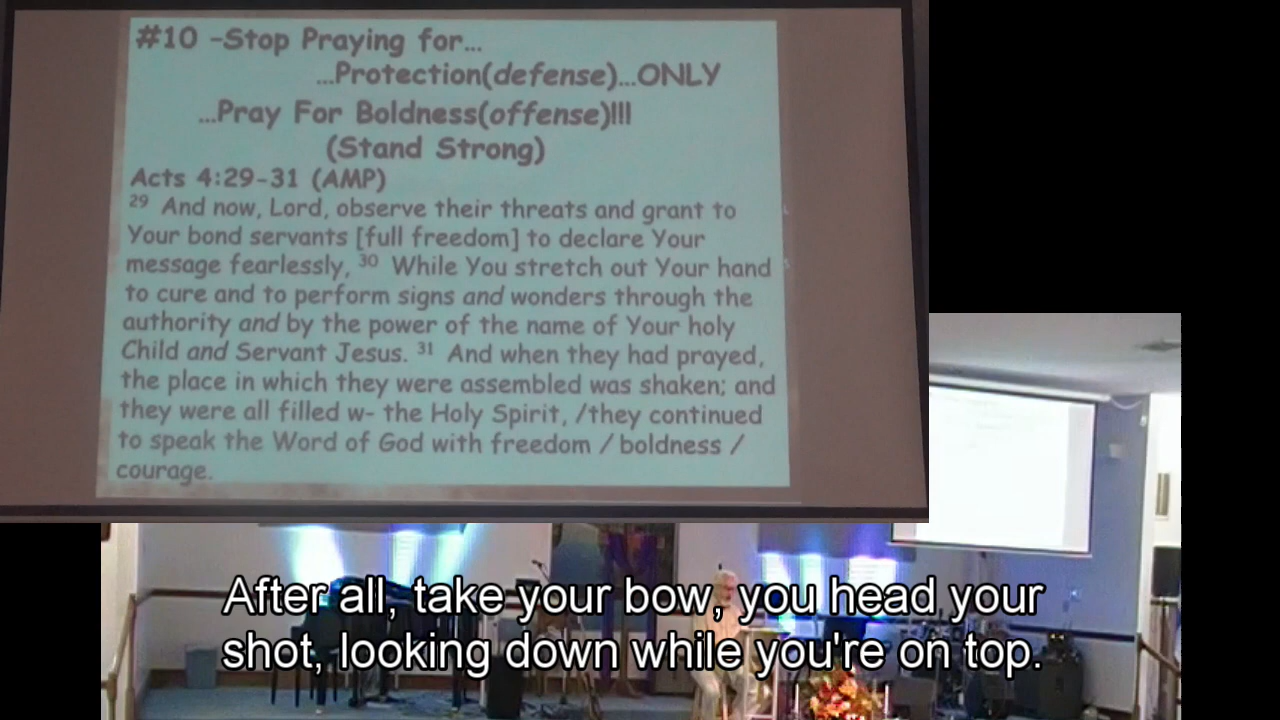 #10 -Stop Praying for...
...Protection(defense)...ONLY
...Pray For Boldness(offense)!!!
(Stand Strong)
Acts 4:29-31 (AMP)
29 And now, Lord, observe their threats and grant to
Your bond servants [full freedom] to declare Your
message fearlessly, 30 While You stretch out Your hand
to cure and to perform signs and wonders through the
authority and by the power of the name of Your holy
Child and Servant Jesus. 31 And when they had prayed,
the place in which they were assembled was shaken; and
they were all filled w- the Holy Spirit, /they continued
to speak the Word of God with freedom / boldness /
courage.
After all, take your bow, you head your
shot, looking down while you're on top.